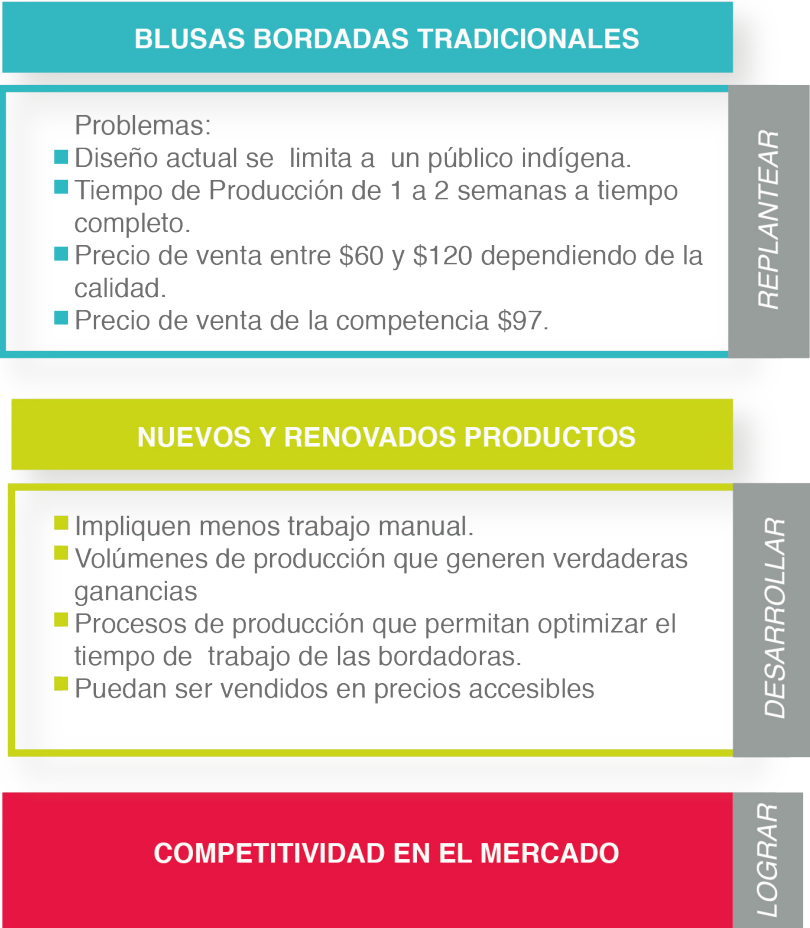 BLUSAS BORDADAS TRADICIONALES
Problemas:
Diseño actual se limita a un público indígena.
Tiempo de Producción de 1 a 2 semanas a tiempo
completo.
Precio de venta entre $60 y $120 dependiendo de la
calidad.
Precio de venta de la competencia $97.
REPLANTEAR
NUEVOS Y RENOVADOS PRODUCTOS
Impliquen menos trabajo manual.
Volúmenes de producción que generen verdaderas
ganancias
Procesos de producción que permitan optimizar el
tiempo de trabajo de las bordadoras.
Puedan ser vendidos en precios accesibles
DESARROLLAR
COMPETITIVIDAD EN EL MERCADO
LOGRAR